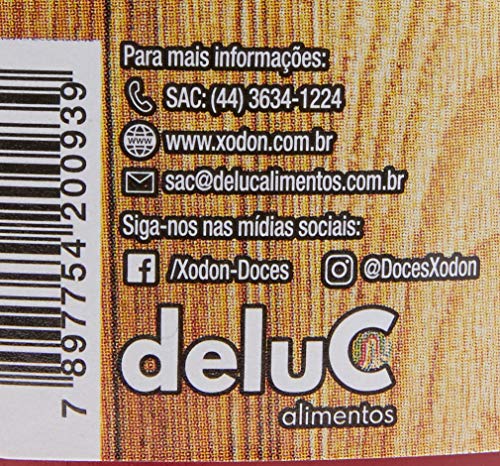 Para mais informações:
SAC: (44) 3634-1224
www
www.xodon.com.br
sac@delucalimentos.com.br
Siga-nos nas mídias sociais:
f /Xodon-Doces @DocesXodon
deluC
alimentos
7 897754 200939